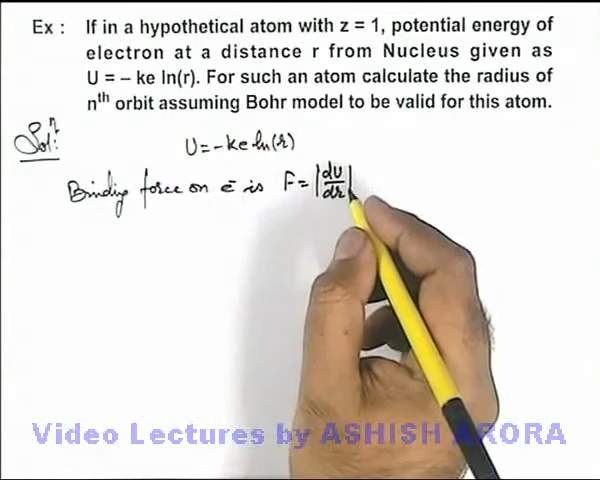 Ex : If in a hypothetical atom with z = 1, potential energy of
electron at a distance r from Nucleus given as
U = – ke ln(r). For such an atom calculate the radius of
nth orbit assuming Bohr model to be valid for this atom.
Solⁿ:
U = -ke ln(r)
Binding force on e⁻ is F = |dU/dr|
Video Lectures by ASHISH ARORA